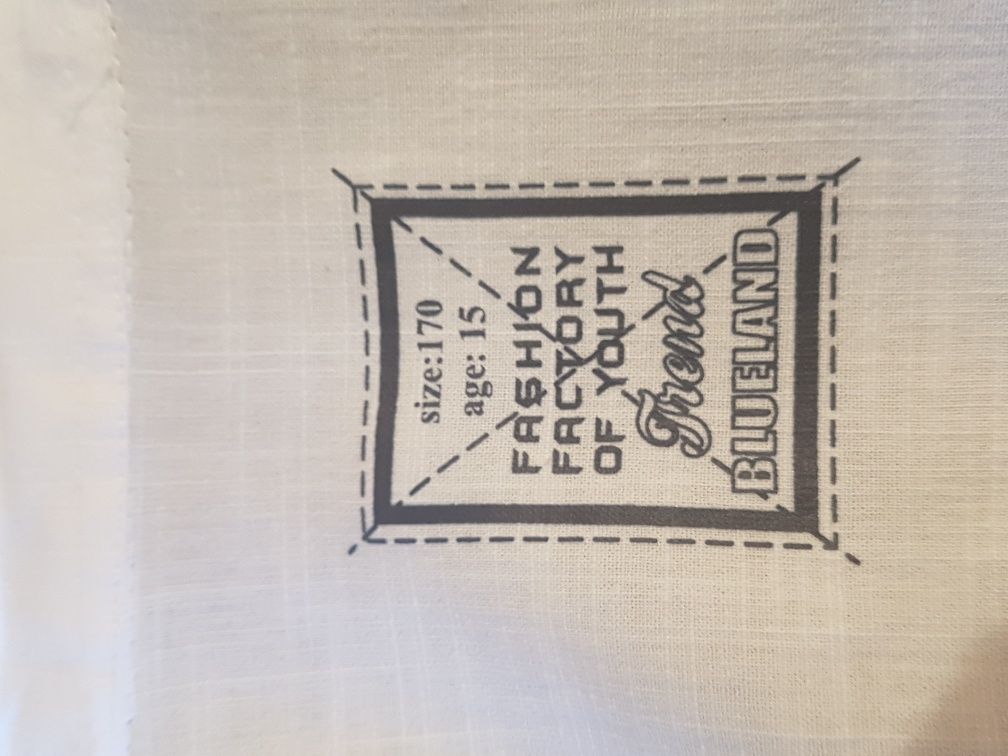 size:170
age: 15
FASHION
FACTORY
OF YOUTH
Trend
BLUELAND